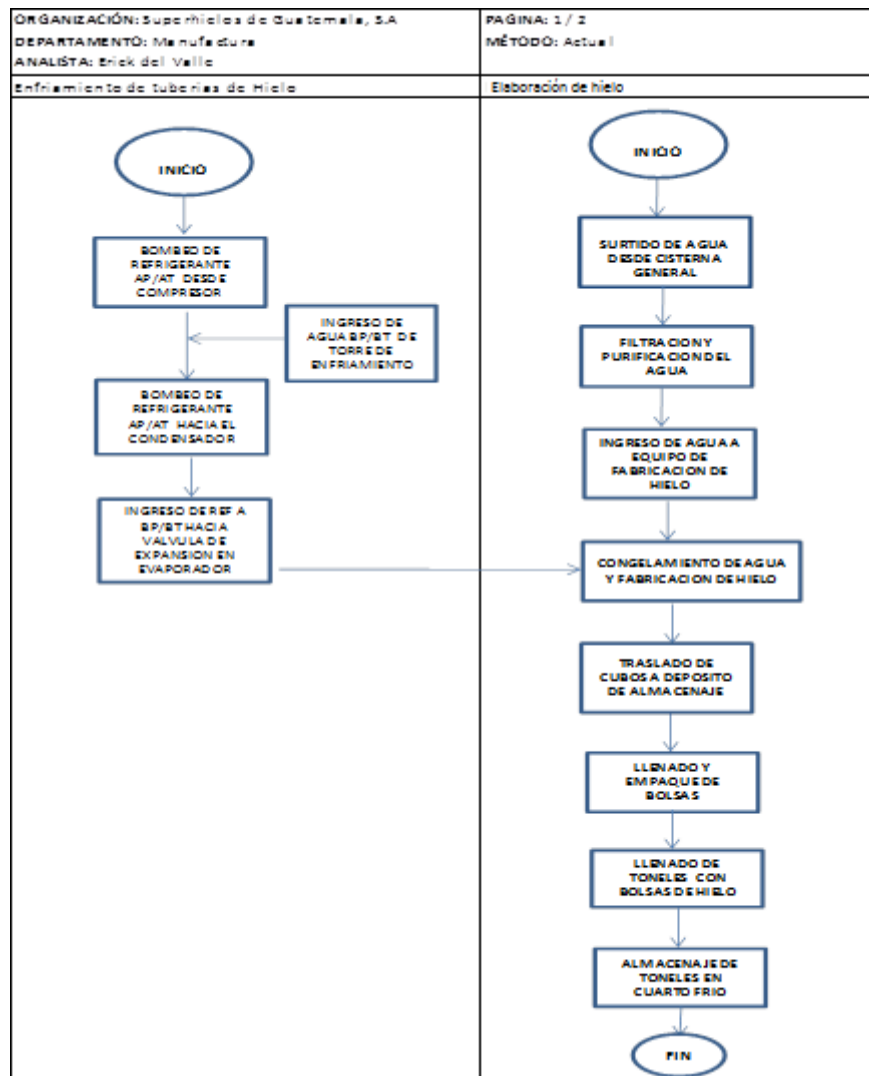 ORGANIZACIÓN: Superhielos de Guatemala, S.A
DEPARTAMENTO: Manufactura
ANALISTA: Erick del Valle
PAGINA: 1 / 2
MÉTODO: Actual
Enfriamiento de tuberias de Hielo
Elaboración de hielo
INICIO
BOMBEO DE
REFRIGERANTE
AP/AT DESDE
COMPRESOR
INGRESO DE
AGUA BP/BT DE
TORRE DE
ENFRIAMIENTO
BOMBEO DE
REFRIGERANTE
AP/AT HACIA EL
CONDENSADOR
INGRESO DE REF A
BP/BT HACIA
VALVULA DE
EXPANSION EN
EVAPORADOR
INICIO
SURTIDO DE AGUA
DESDE CISTERNA
GENERAL
FILTRACION Y
PURIFICACION DEL
AGUA
INGRESO DE AGUA A
EQUIPO DE
FABRICACION DE
HIELO
CONGELAMIENTO DE AGUA
Y FABRICACION DE HIELO
TRASLADO DE
CUBOS A DEPOSITO
DE ALMACENAJE
LLENADO Y
EMPAQUE DE
BOLSAS
LLENADO DE
TONELES CON
BOLSAS DE HIELO
ALMACENAJE DE
TONELES EN
CUARTO FRIO
FIN